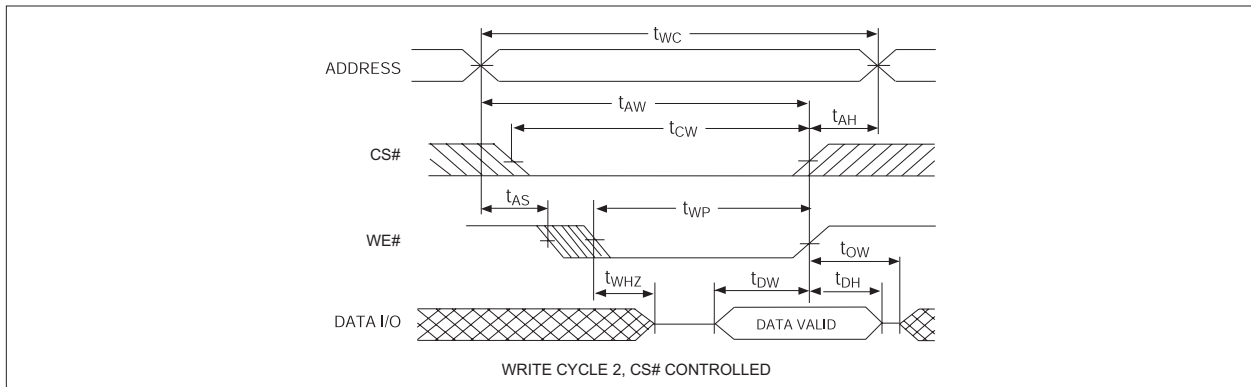 tWC
ADDRESS
tAW
tCW
tAH
CS#
tAS
tWP
WE#
tOW
tWHZ
tDW
tDH
DATA I/O
DATA VALID
WRITE CYCLE 2, CS# CONTROLLED